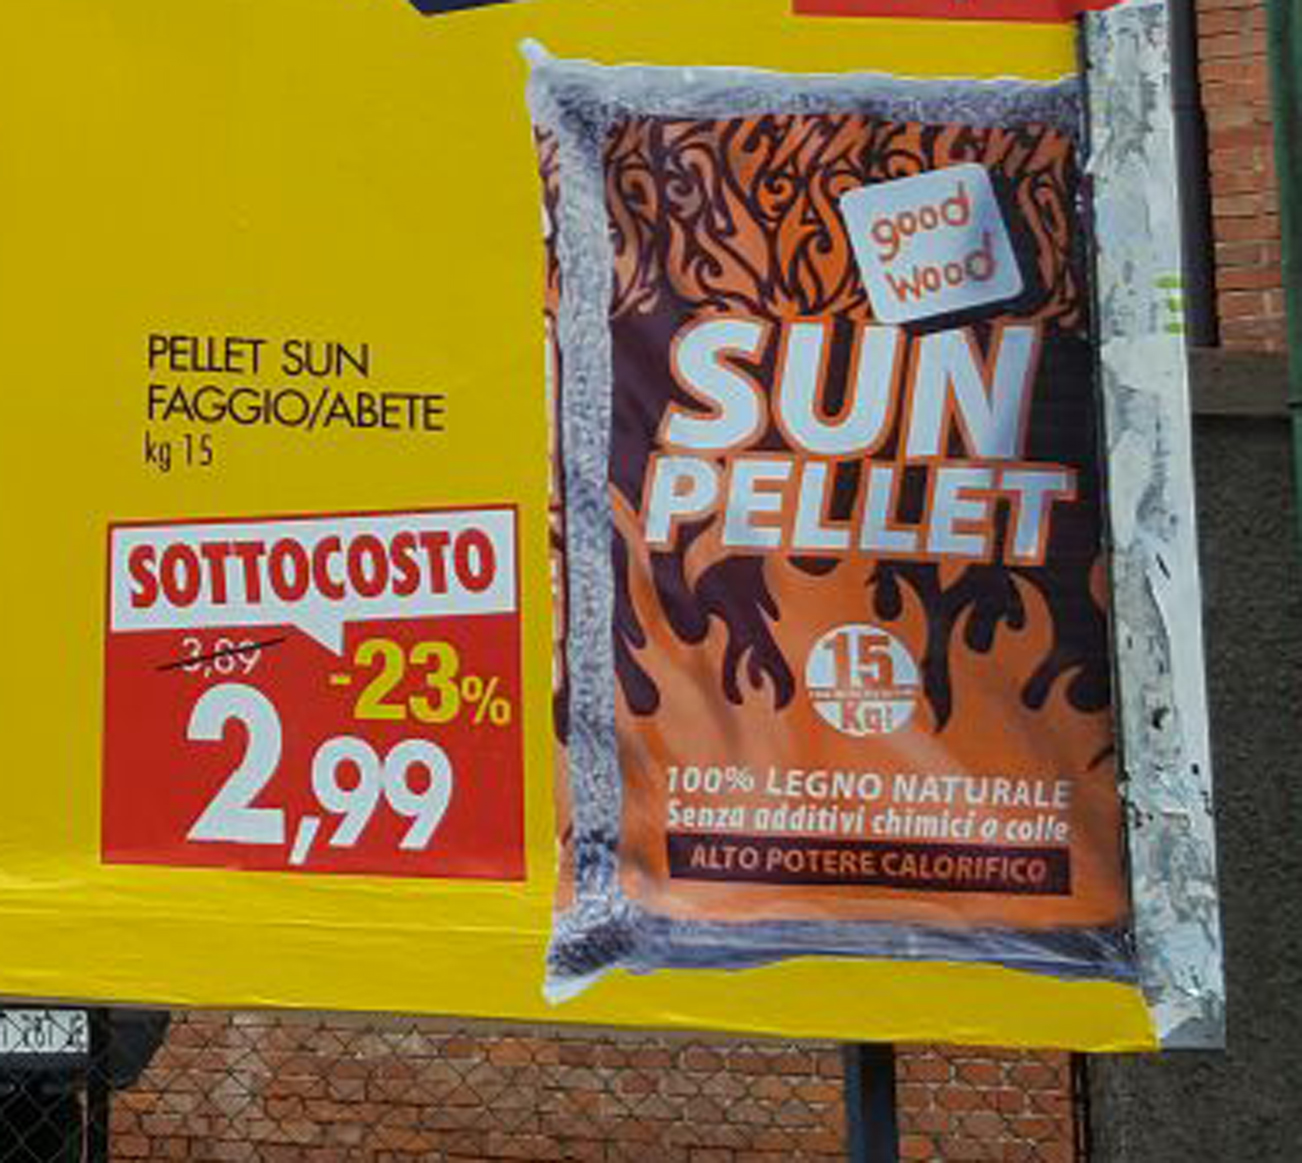 good
wood
SUN
PELLET
PELLET SUN
FAGGIO/ABETE
kg 15
SOTTOCOSTO
3,89
-23%
2,99
15
Kg!
100% LEGNO NATURALE
Senza additivi chimici o colle
ALTO POTERE CALORIFICO